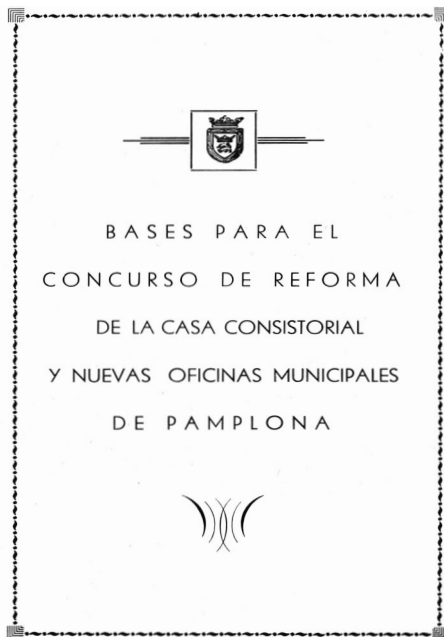 BASES PARA EL
CONCURSO DE REFORMA
DE LA CASA CONSISTORIAL
Y NUEVAS OFICINAS MUNICIPALES
DE PAMPLONA